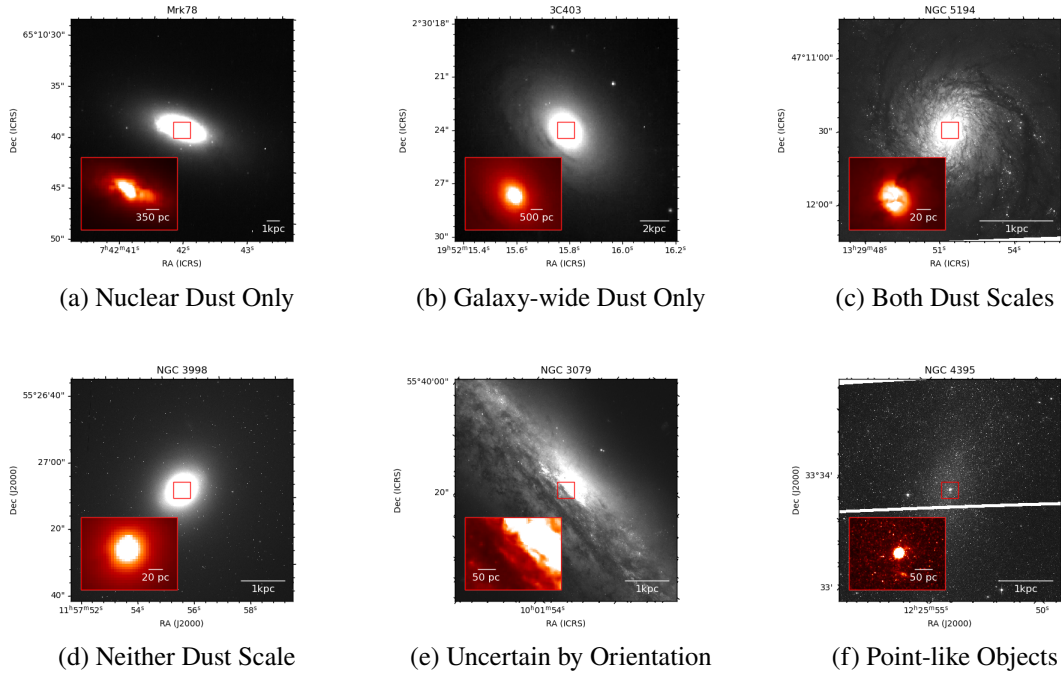 Mrk78
65°10'30"
35"
40"
45"
50"
Dec (ICRS)
350 pc
1kpc
7ʰ42ᵐ41ˢ
42ˢ
43ˢ
RA (ICRS)
(a) Nuclear Dust Only
3C403
2°30'18"
21"
24"
27"
30"
Dec (ICRS)
500 pc
2kpc
19ʰ52ᵐ15.4ˢ
15.6ˢ
15.8ˢ
16.0ˢ
16.2ˢ
RA (ICRS)
(b) Galaxy-wide Dust Only
NGC 5194
47°11'00"
30"
12'00"
Dec (ICRS)
20 pc
1kpc
13ʰ29ᵐ48ˢ
51ˢ
54ˢ
RA (ICRS)
(c) Both Dust Scales
NGC 3998
55°26'40"
27'00"
20"
40"
Dec (J2000)
20 pc
1kpc
11ʰ57ᵐ52ˢ
54ˢ
56ˢ
58ˢ
RA (J2000)
(d) Neither Dust Scale
NGC 3079
55°40'00"
20"
Dec (ICRS)
50 pc
1kpc
10ʰ01ᵐ54ˢ
RA (ICRS)
(e) Uncertain by Orientation
NGC 4395
33°34'
33'
Dec (J2000)
50 pc
1kpc
12ʰ25ᵐ55ˢ
50ˢ
RA (J2000)
(f) Point-like Objects